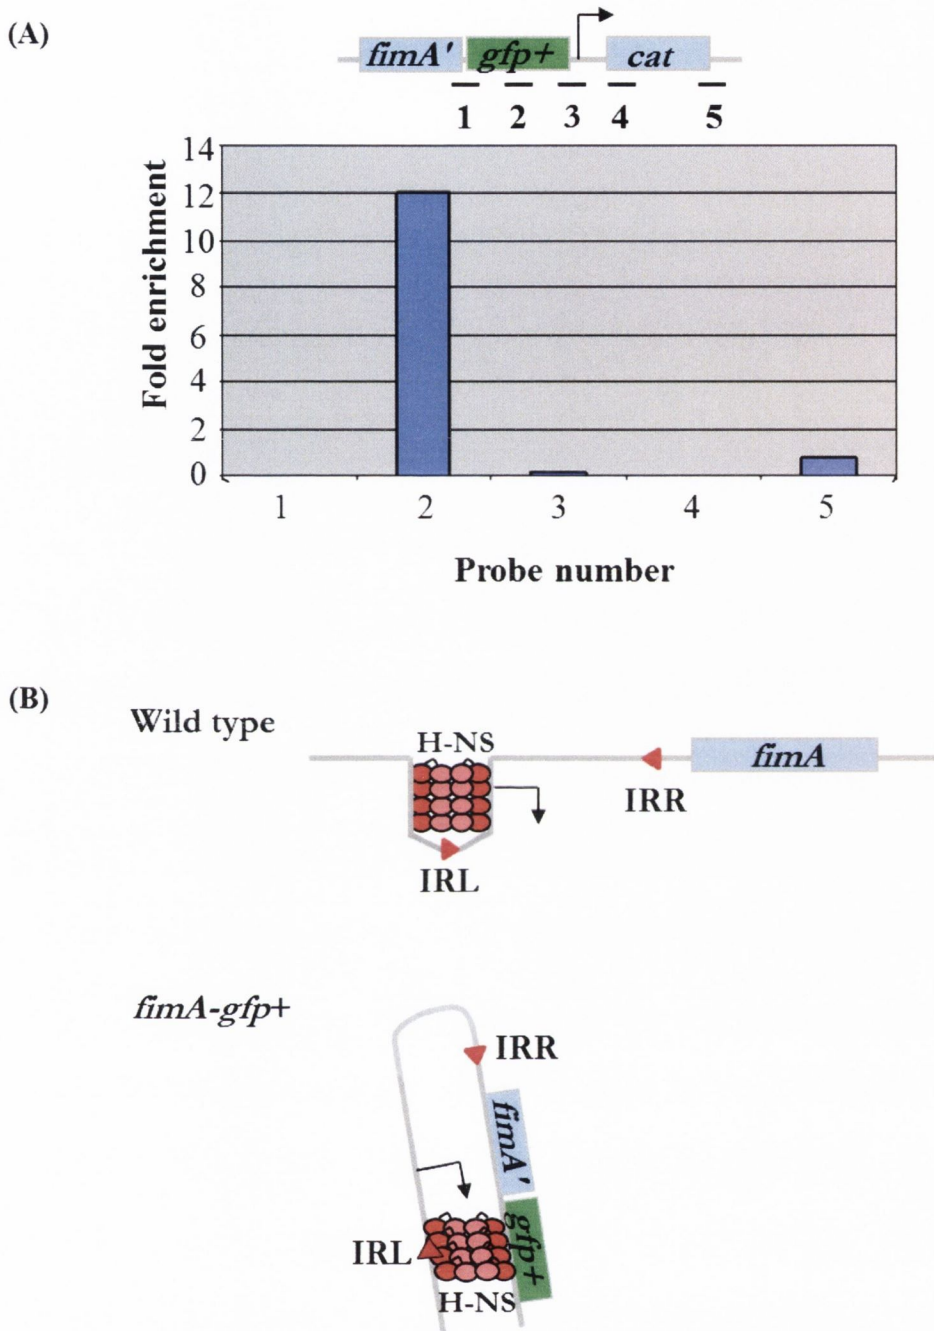 (A)
fimA' gfp+ cat
1 2 3 4 5
Fold enrichment
14
12
10
8
6
4
2
0
1 2 3 4 5
Probe number
(B)
Wild type
H-NS
fimA
IRR
IRL
fimA-gfp+
IRR
fimA'
gfp+
IRL
H-NS